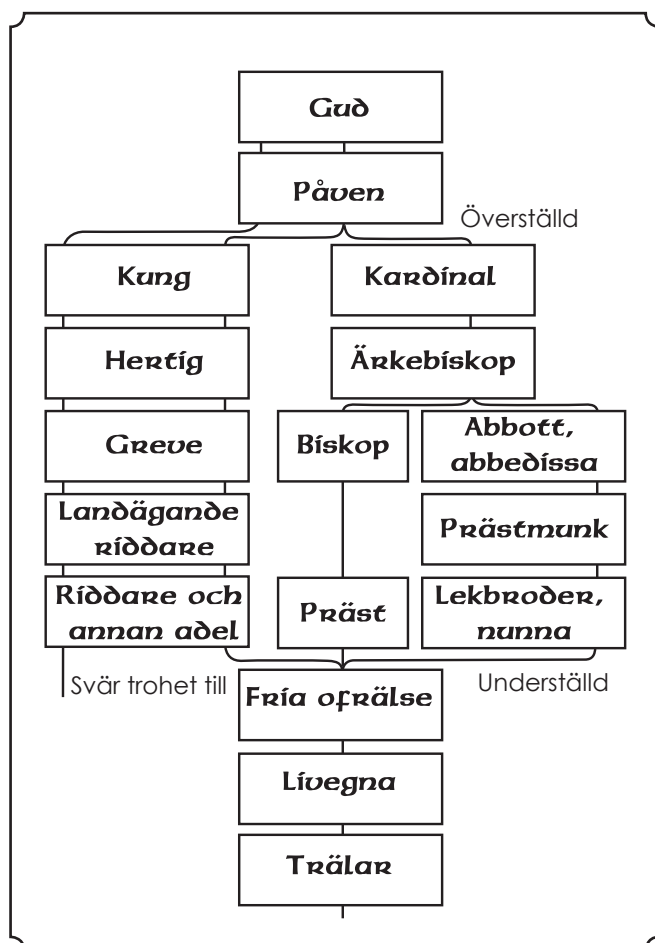 Gud
Påven
Överställd
Kung
Kardinal
Hertig
Ärkebiskop
Greve
Biskop
Abbott,
abbedissa
Landägande
riddare
Prästmunk
Riddare och
annan adel
Präst
Lekbroder,
nunna
Svär trohet till
Underställd
Fria ofrälse
Livegna
Trälar